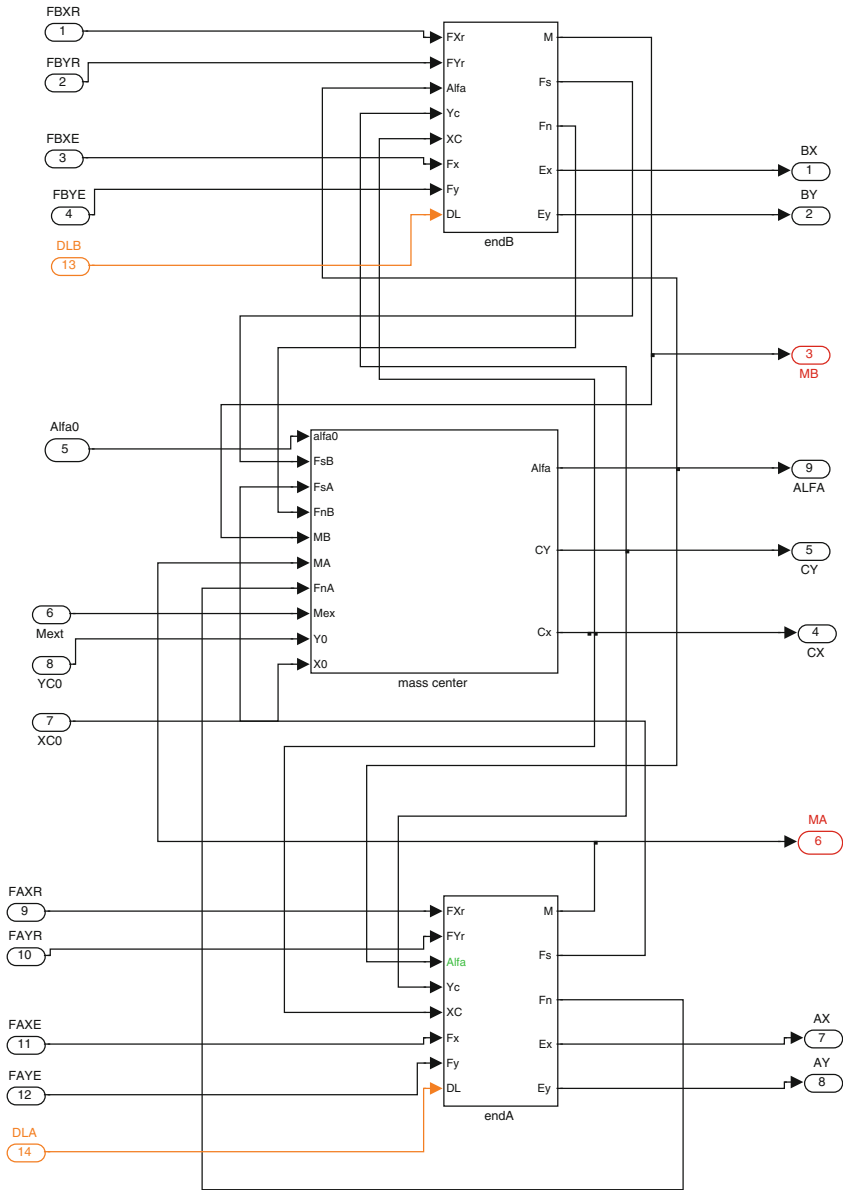 FBXR
1
FBYR
2
FBXE
3
FBYE
4
DLB
13
FXr
FYr
Alfa
Yc
XC
Fx
Fy
DL
M
Fs
Fn
Ex
Ey
endB
BX
1
BY
2
3
MB
Alfa0
5
alfa0
FsB
FsA
FnB
MB
MA
FnA
Mex
Y0
X0
Alfa
CY
Cx
mass center
9
ALFA
5
CY
4
CX
6
Mext
8
YC0
7
XC0
MA
6
FAXR
9
FAYR
10
FAXE
11
FAYE
12
DLA
14
FXr
FYr
Alfa
Yc
XC
Fx
Fy
DL
M
Fs
Fn
Ex
Ey
endA
AX
7
AY
8